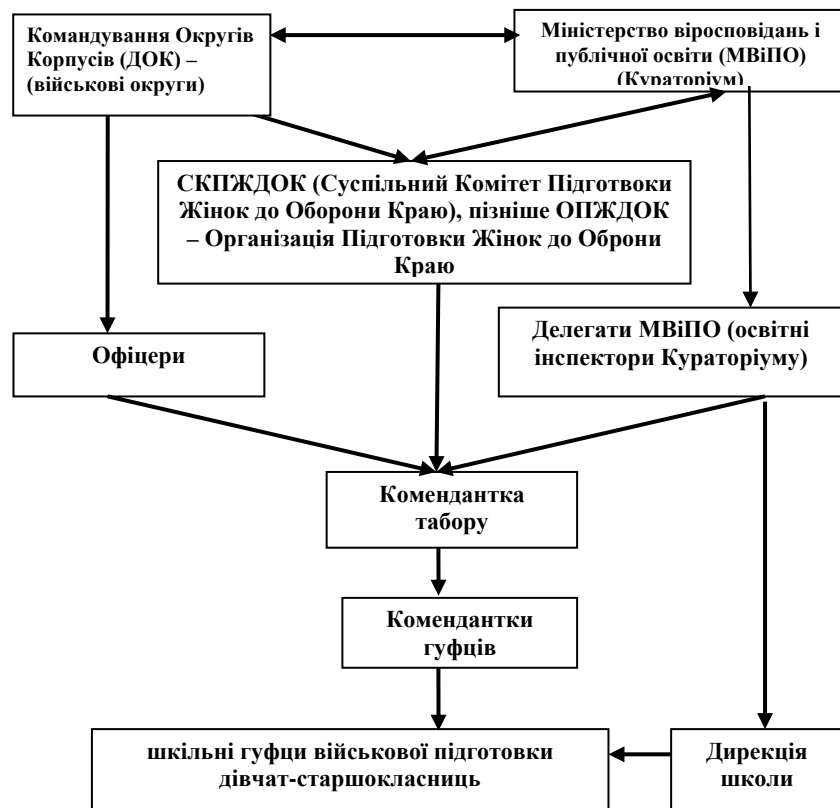 Командування Округів
Корпусів (ДОК) –
(військові округи)
Міністерство віросповідань і
публічної освіти (МВіПО)
(Кураторіум)
СКПЖДОК (Суспільний Комітет Підготвоки
Жінок до Оборони Краю), пізніше ОПЖДОК
– Організація Підготовки Жінок до Оброни
Краю
Офіцери
Делегати МВіПО (освітні
інспектори Кураторіуму)
Комендантка
табору
Комендантки
гуфців
шкільні гуфци військової підготовки
дівчат-старшокласниць
Дирекція
школи